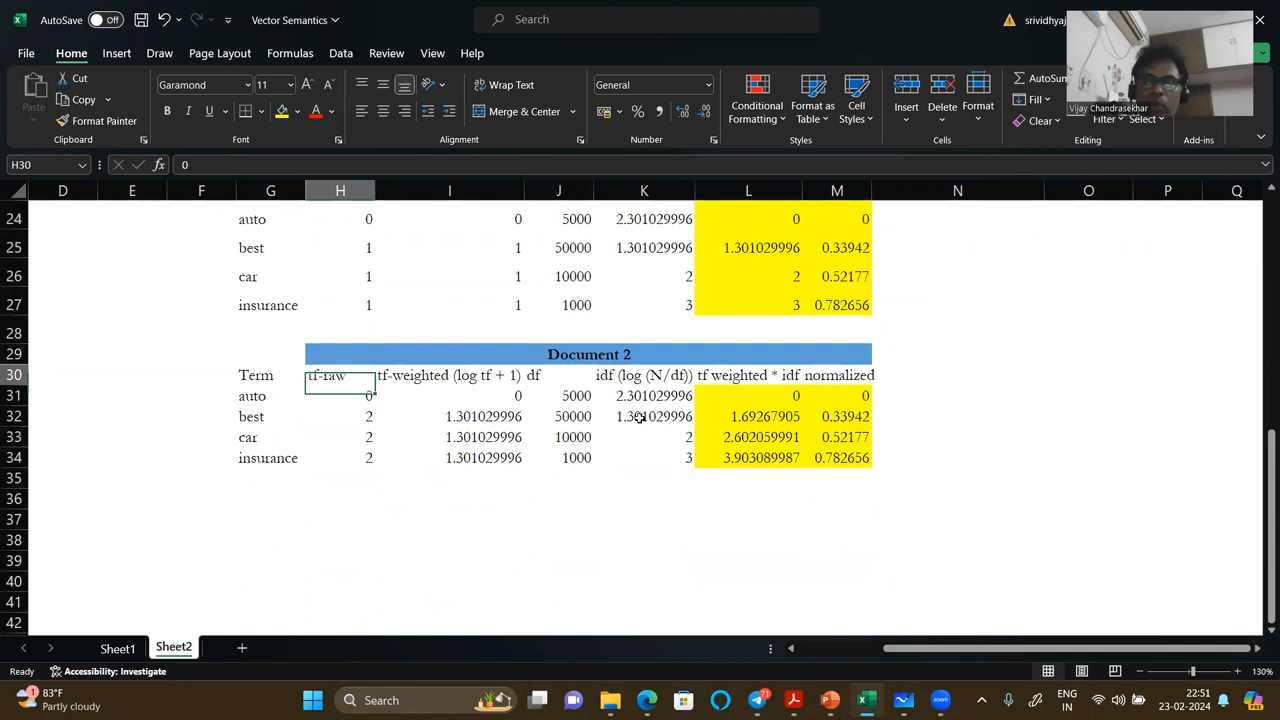 AutoSave Off Vector Semantics Search srividhyaj
File Home Insert Draw Page Layout Formulas Data Review View Help
Cut Garamond 11 Wrap Text General AutoSum
Paste Copy Merge & Center Conditional Formatting Format as Table Cell Styles Insert Delete Format Fill
Format Painter Clear Filter Select Vijay Chandrasekhar
Clipboard Font Alignment Number Styles Cells Add-ins
H30 fx 0
D E F G H I J K L M N O P Q
24 auto 0 0 5000 2.301029996 0 0
25 best 1 1 50000 1.301029996 1.301029996 0.33942
26 car 1 1 10000 2 2 0.52177
27 insurance 1 1 1000 3 3 0.782656
28
29 Document 2
30 Term tf-raw tf-weighted (log tf + 1) df idf (log (N/df)) tf weighted * idf normalized
31 auto 0 0 5000 2.301029996 0 0
32 best 2 1.301029996 50000 1.301029996 1.69267905 0.33942
33 car 2 1.301029996 10000 2 2.602059991 0.52177
34 insurance 2 1.301029996 1000 3 3.903089987 0.782656
35
36
37
38
39
40
41
42
Sheet1 Sheet2
Ready Accessibility: Investigate 130%
1 83°F Partly cloudy Search 71 zoom ENG IN 22:51 23-02-2024